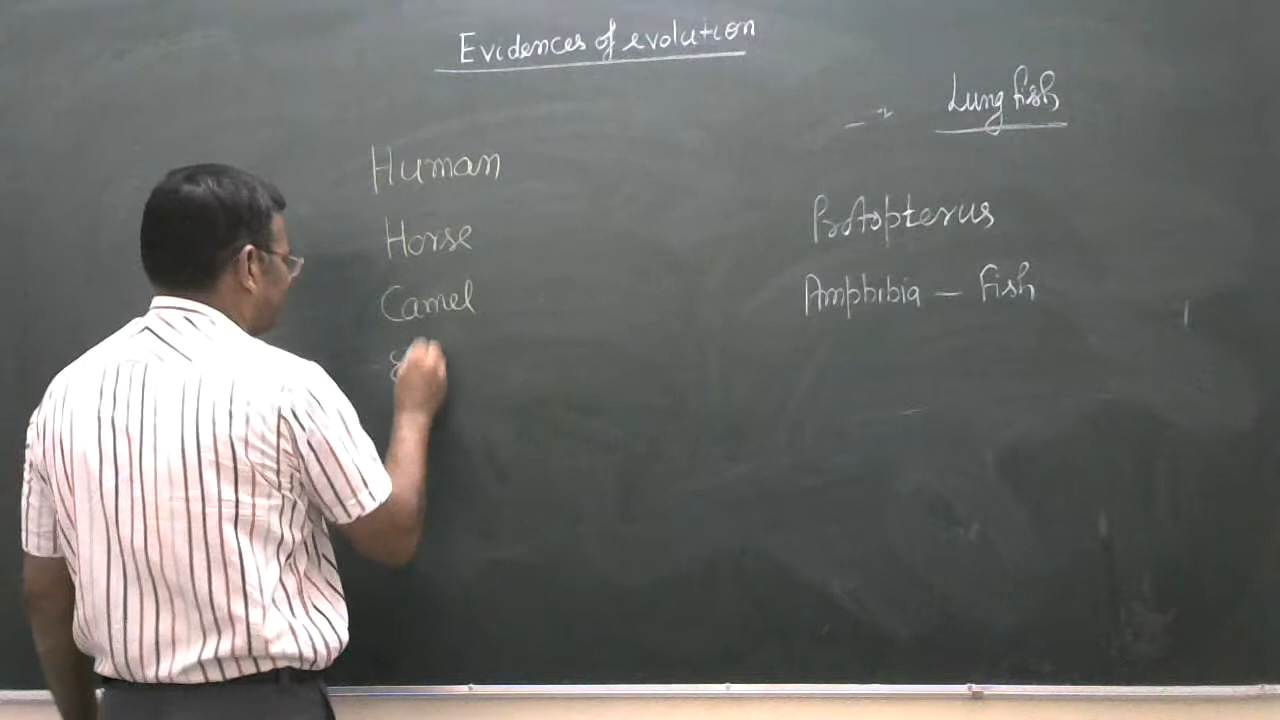 Evidences of evolution
Human
Horse
Camel
Lung fish
Protopterus
Amphibia - fish